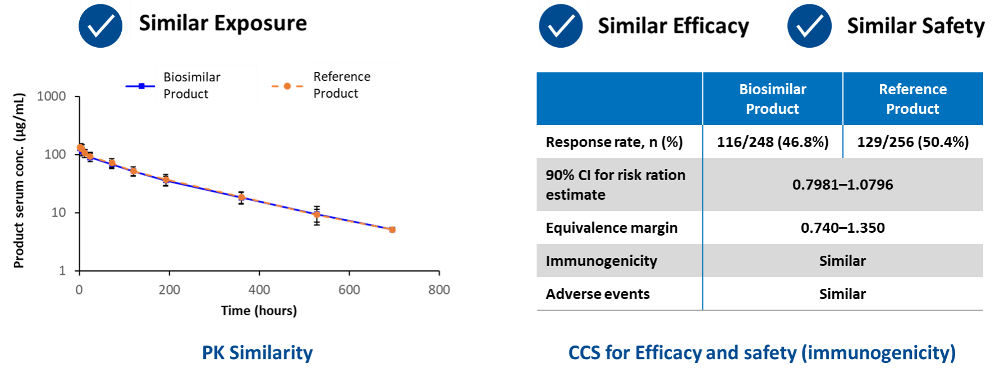 Similar Exposure
Biosimilar
Product
Reference
Product
Product serum conc. (µg/mL)
1000
100
10
1
0
200
400
600
800
Time (hours)
PK Similarity
Similar Efficacy
Similar Safety
Biosimilar
Product
Reference
Product
Response rate, n (%)
116/248 (46.8%)
129/256 (50.4%)
90% CI for risk ration
estimate
0.7981–1.0796
Equivalence margin
0.740–1.350
Immunogenicity
Similar
Adverse events
Similar
CCS for Efficacy and safety (immunogenicity)